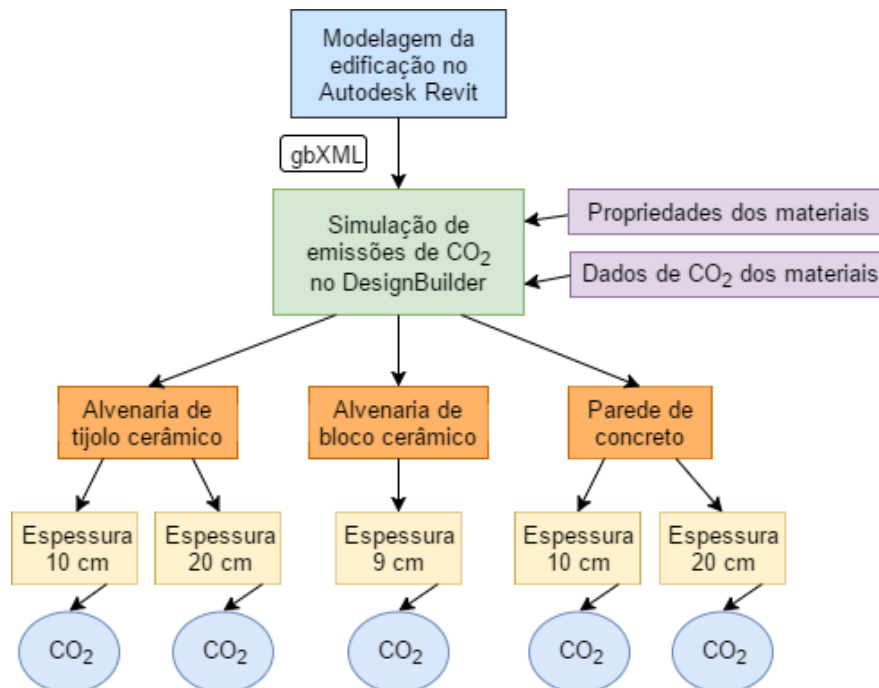 Modelagem da
edificação no
Autodesk Revit
gbXML
Simulação de
emissões de CO₂
no DesignBuilder
Propriedades dos materiais
Dados de CO₂ dos materiais
Alvenaria de
tijolo cerâmico
Alvenaria de
bloco cerâmico
Parede de
concreto
Espessura
10 cm
Espessura
20 cm
Espessura
9 cm
Espessura
10 cm
Espessura
20 cm
CO₂
CO₂
CO₂
CO₂
CO₂